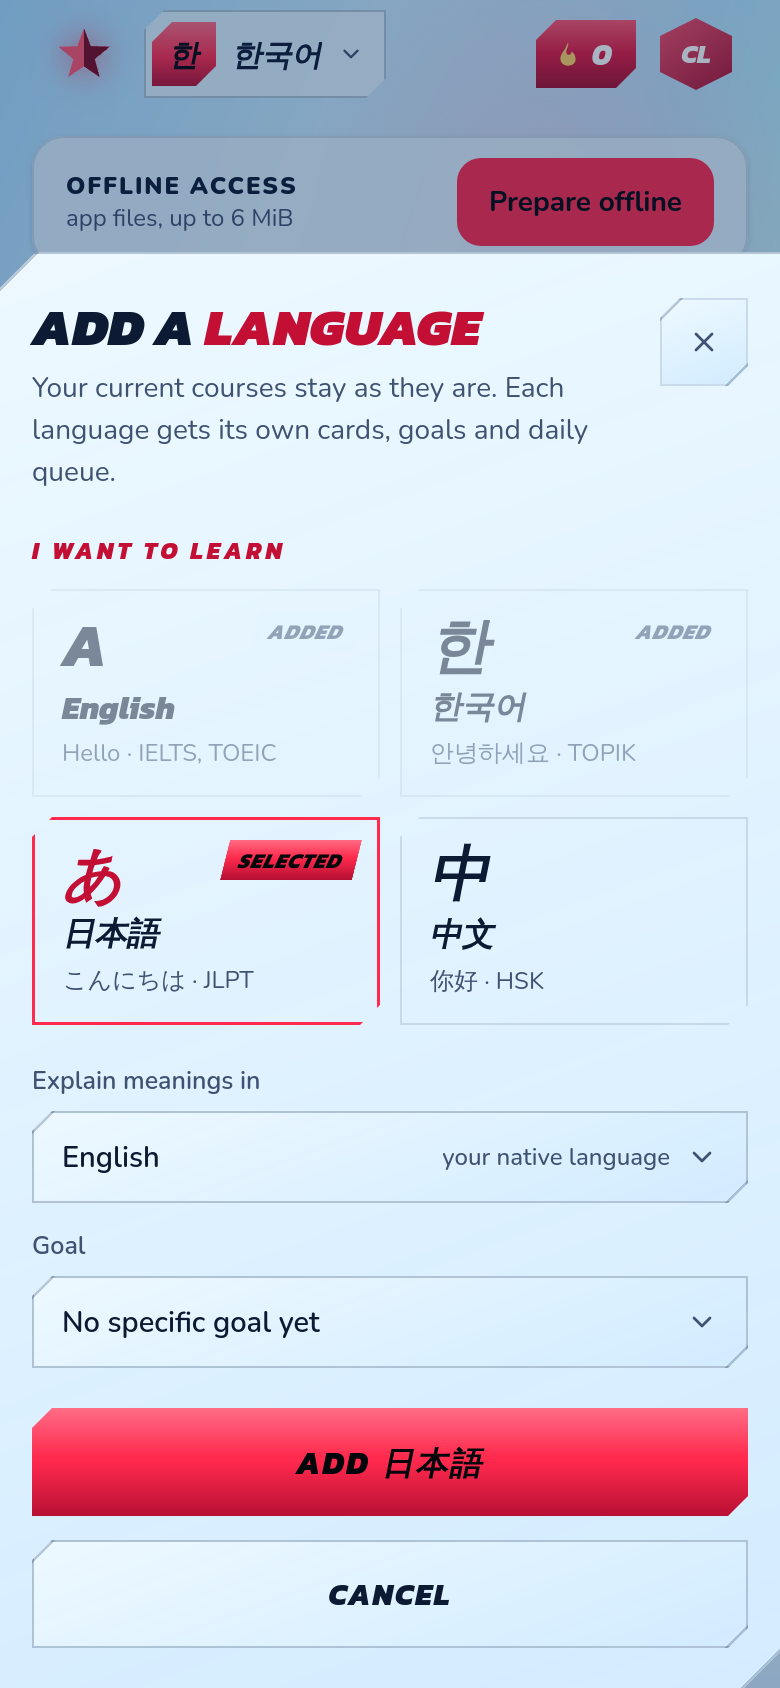 한 한국어
0
CL
OFFLINE ACCESS
app files, up to 6 MiB
Prepare offline
ADD A LANGUAGE
Your current courses stay as they are. Each
language gets its own cards, goals and daily
queue.
I WANT TO LEARN
A
ADDED
English
Hello · IELTS, TOEIC
한
ADDED
한국어
안녕하세요 · TOPIK
あ
SELECTED
日本語
こんにちは · JLPT
中
中文
你好 · HSK
Explain meanings in
English
your native language
Goal
No specific goal yet
ADD 日本語
CANCEL